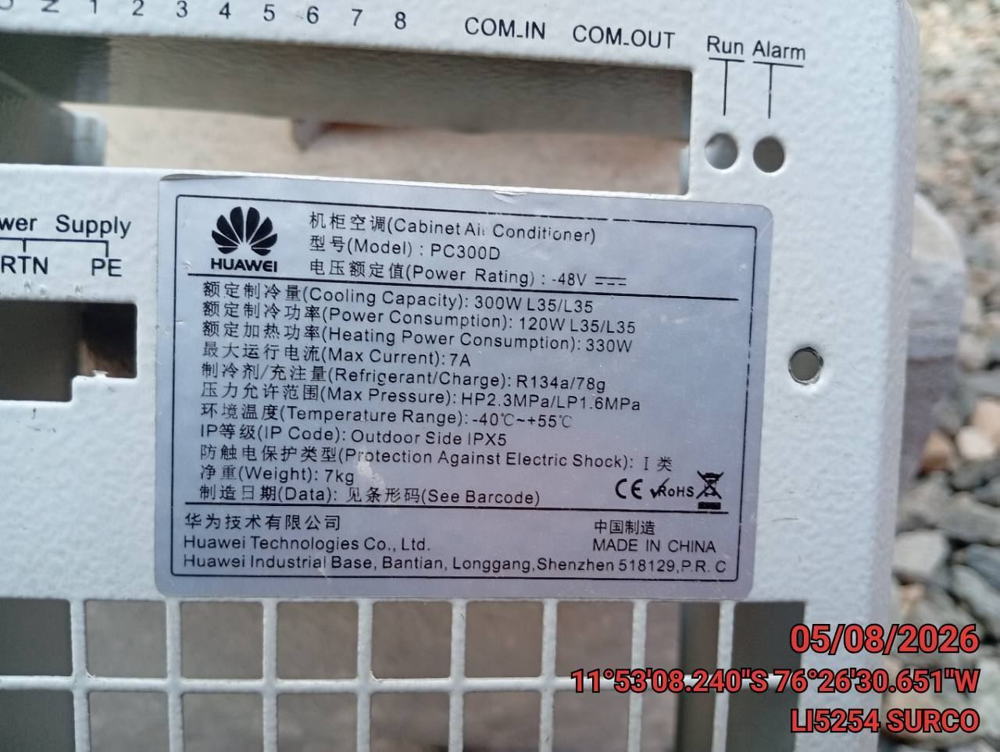 1 2 3 4 5 6 7 8 COM_IN COM_OUT Run Alarm
Supply
RTN PE
HUAWEI
机柜空调(Cabinet Air Conditioner)
型号(Model) : PC300D
电压额定值(Power Rating) : -48V
额定制冷量(Cooling Capacity): 300W L35/L35
额定制冷功率(Power Consumption): 120W L35/L35
额定加热功率(Heating Power Consumption): 330W
最大运行电流(Max Current): 7A
制冷剂/充注量(Refrigerant/Charge): R134a/78g
压力允许范围(Max Pressure): HP2.3MPa/LP1.6MPa
环境温度(Temperature Range): -40℃~+55℃
IP等级(IP Code): Outdoor Side IPX5
防触电保护类型(Protection Against Electric Shock): I 类
净重(Weight): 7kg
制造日期(Data): 见条形码(See Barcode)
CE RoHS
华为技术有限公司
Huawei Technologies Co., Ltd.
中国制造
MADE IN CHINA
Huawei Industrial Base, Bantian, Longgang,Shenzhen 518129,P.R. C
05/08/2026
11°53'08.240"S 76°26'30.651"W
LI5254 SURCO